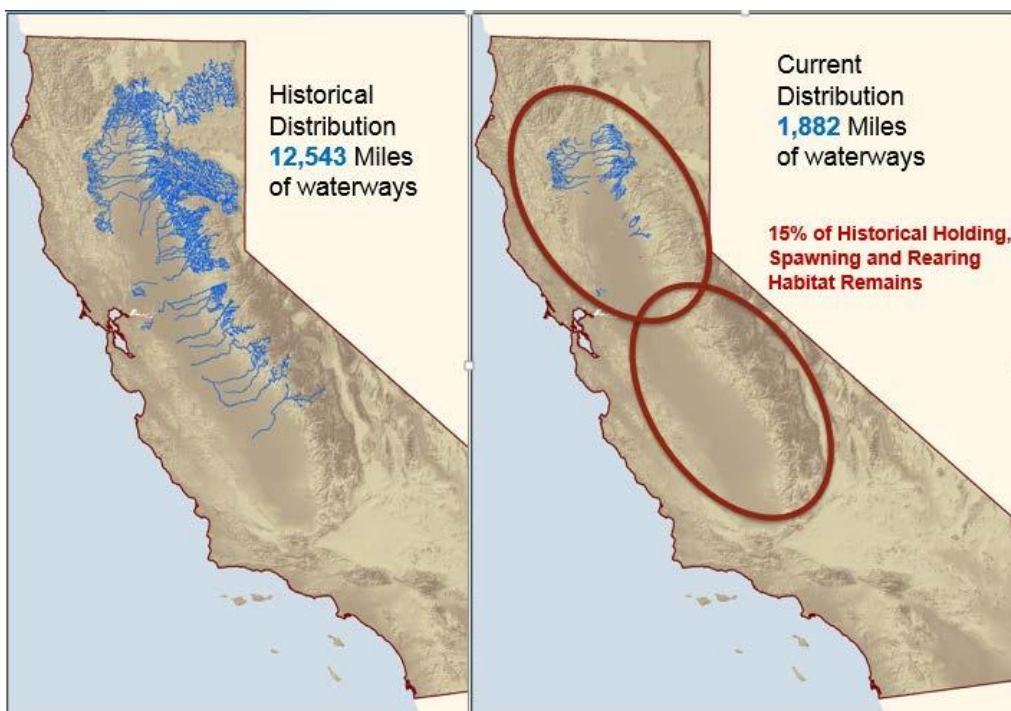 Historical
Distribution
12,543 Miles
of waterways
Current
Distribution
1,882 Miles
of waterways
15% of Historical Holding,
Spawning and Rearing
Habitat Remains